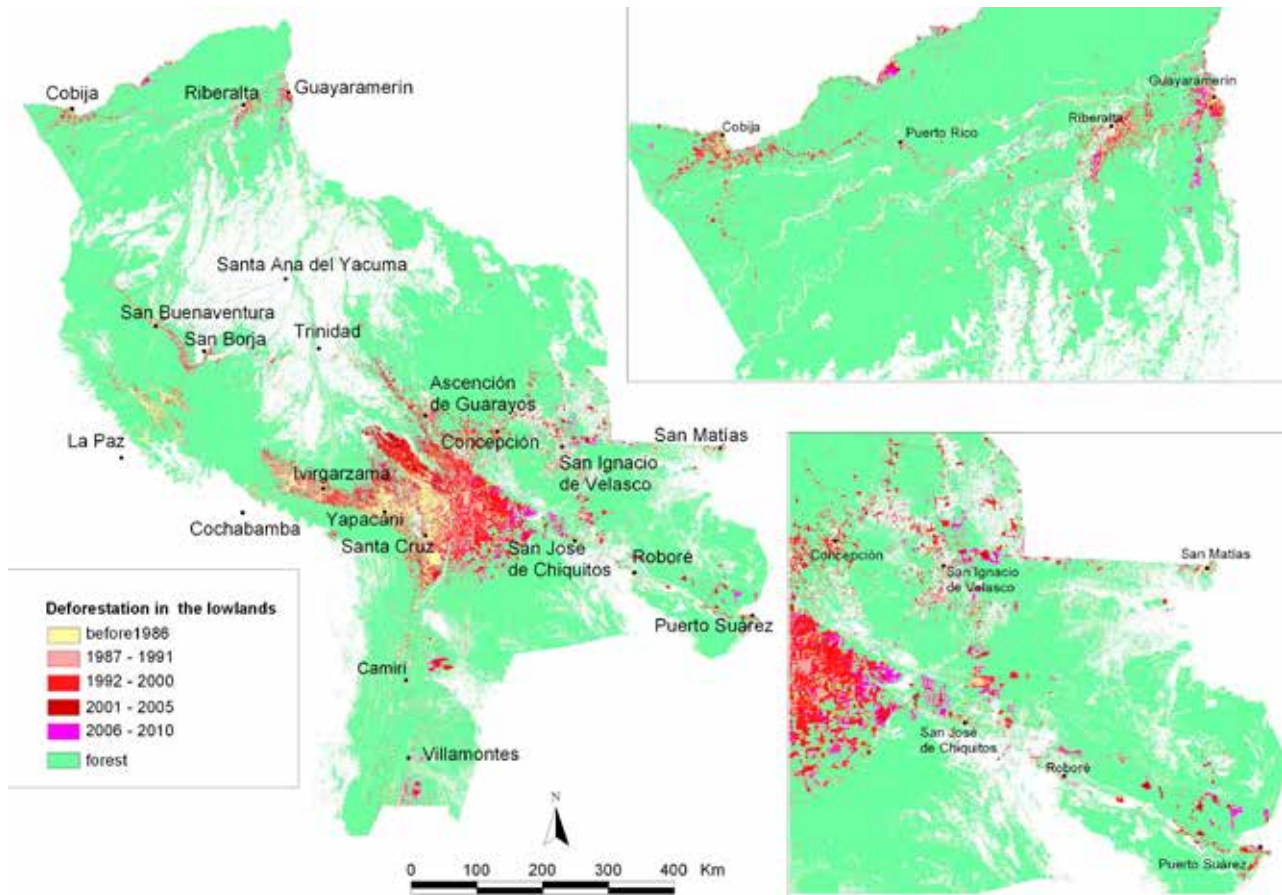 Cobija
Riberalta
Guayaramerin
Santa Ana del Yacuma
San Buenaventura
San Borja
Trinidad
Ascención
de Guarayos
Concepción
San Matías
La Paz
San Ignacio
de Velasco
Ivirgarzama
Cochabamba
Yapacáni
Santa Cruz
San José
de Chiquitos
Roboré
Puerto Suárez
Camiri
Villamontes
Deforestation in the lowlands
before1986
1987 - 1991
1992 - 2000
2001 - 2005
2006 - 2010
forest
N
0 100 200 300 400 Km
Guayaramerin
Cobija
Puerto Rico
Riberalta
Concepción
San Matías
San Ignacio
de Velasco
San José
de Chiquitos
Roboré
Puerto Suárez